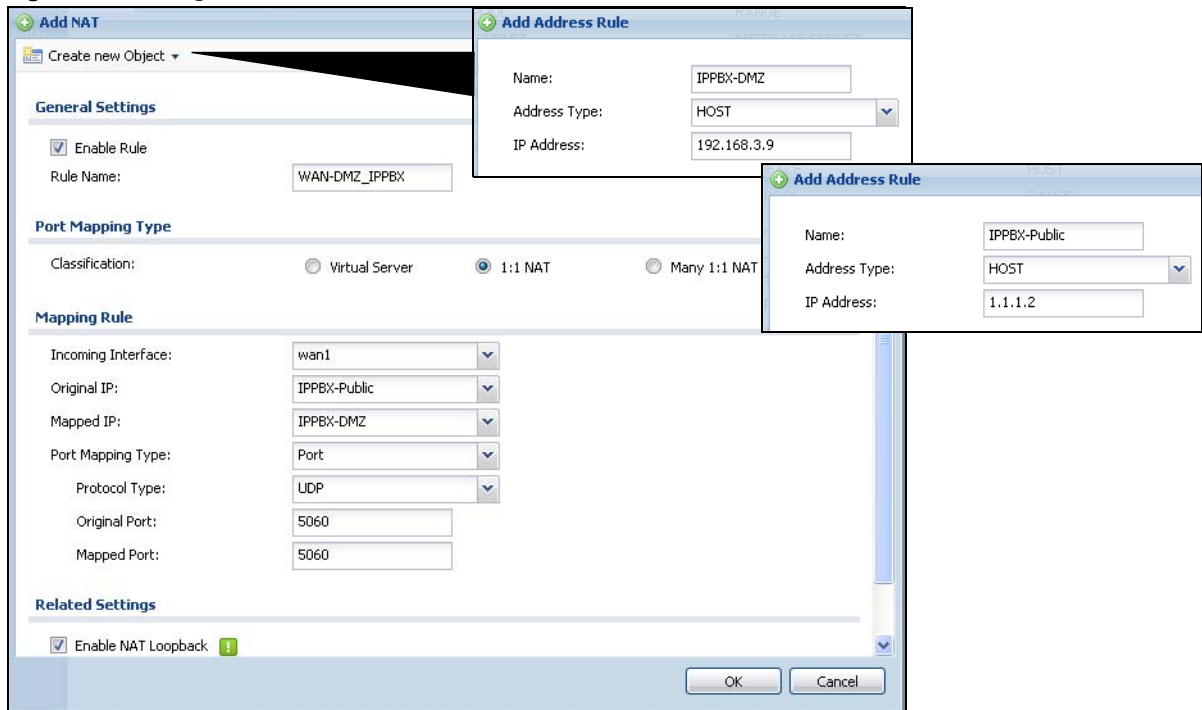 Add NAT
Create new Object
General Settings
Enable Rule
Rule Name: WAN-DMZ_IPPBX
Port Mapping Type
Classification: Virtual Server 1:1 NAT Many 1:1 NAT
Mapping Rule
Incoming Interface: wan1
Original IP: IPPBX-Public
Mapped IP: IPPBX-DMZ
Port Mapping Type: Port
Protocol Type: UDP
Original Port: 5060
Mapped Port: 5060
Related Settings
Enable NAT Loopback
OK Cancel
Add Address Rule
Name: IPPBX-DMZ
Address Type: HOST
IP Address: 192.168.3.9
Add Address Rule
Name: IPPBX-Public
Address Type: HOST
IP Address: 1.1.1.2